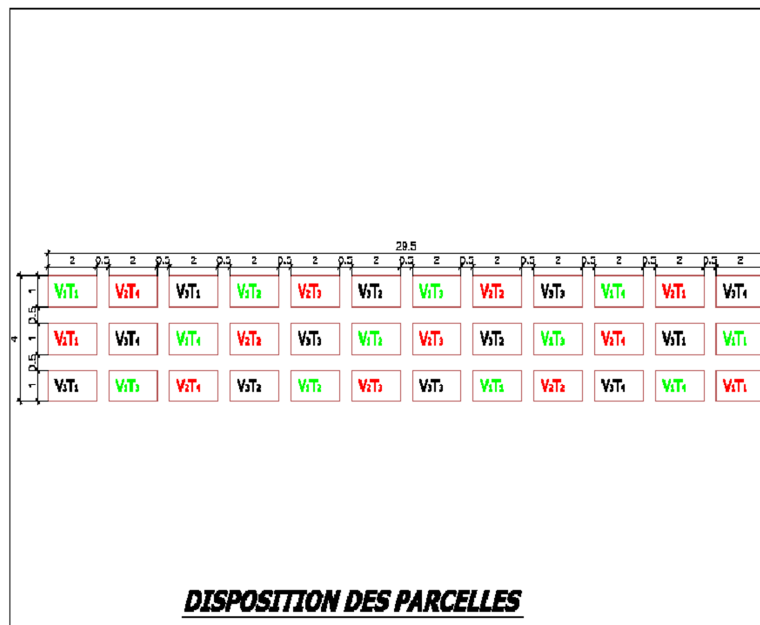 29.5
2 0.5 2 0.5 2 0.5 2 0.5 2 0.5 2 0.5 2 0.5 2 0.5 2 0.5 2 0.5 2 0.5 2
1 V₁T₁ V₂T₄ V₃T₁ V₁T₂ V₂T₃ V₃T₂ V₁T₃ V₂T₂ V₃T₃ V₁T₄ V₂T₁ V₃T₄
0.5
4 1 V₂T₁ V₃T₄ V₁T₄ V₂T₂ V₃T₃ V₁T₂ V₂T₃ V₃T₂ V₁T₃ V₂T₄ V₃T₁ V₁T₁
0.5
1 V₃T₁ V₁T₃ V₂T₄ V₃T₂ V₁T₂ V₂T₃ V₃T₃ V₁T₁ V₂T₂ V₃T₄ V₁T₄ V₂T₁
DISPOSITION DES PARCELLES